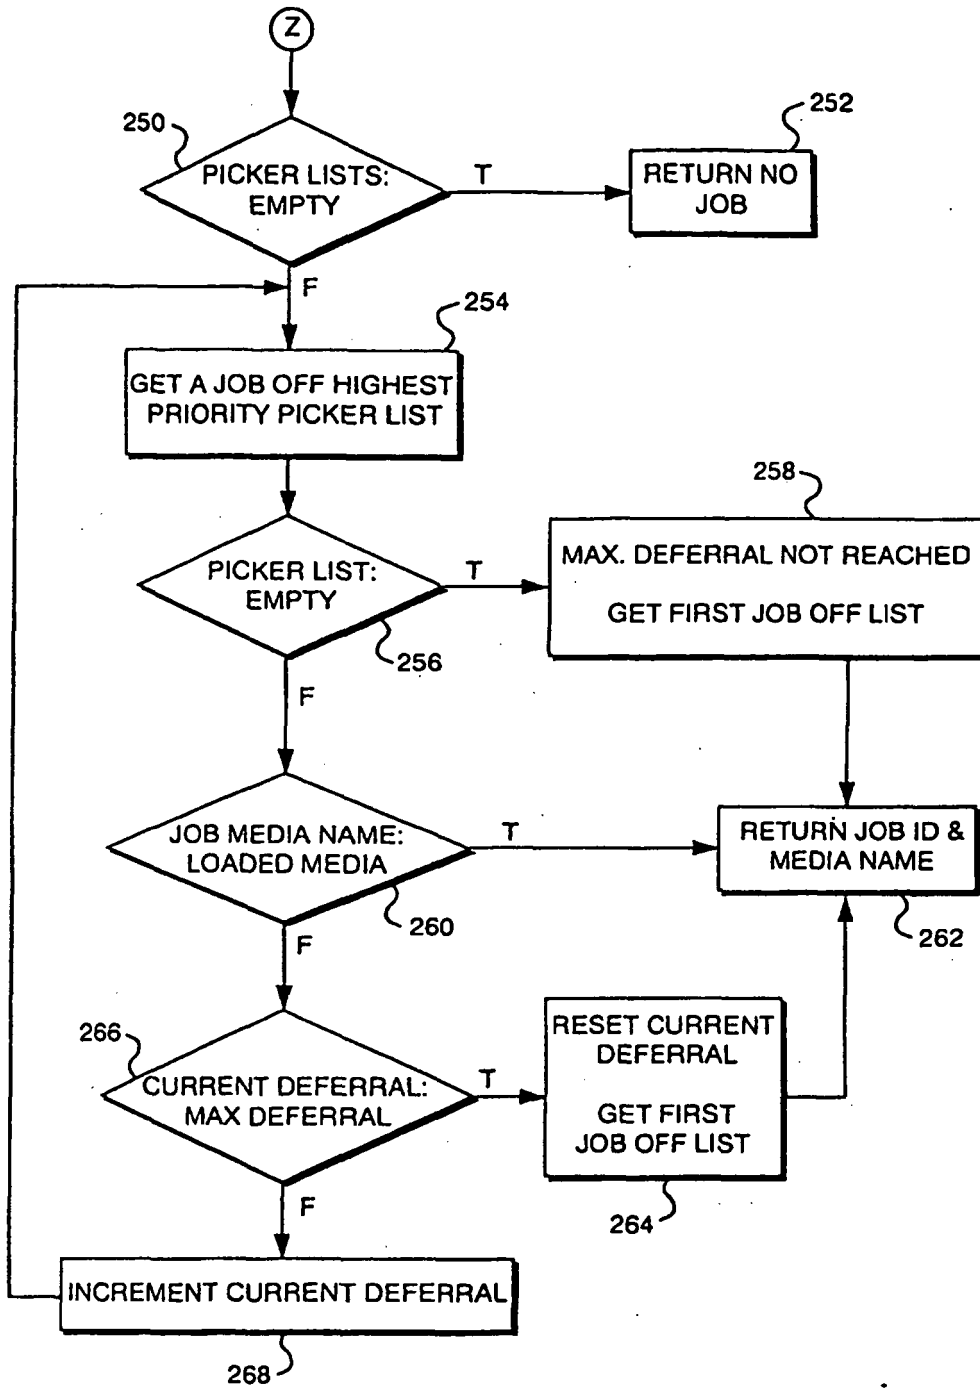 Z
250
PICKER LISTS:
EMPTY
T
252
RETURN NO
JOB
F
254
GET A JOB OFF HIGHEST
PRIORITY PICKER LIST
256
PICKER LIST:
EMPTY
T
258
MAX. DEFERRAL NOT REACHED
GET FIRST JOB OFF LIST
F
JOB MEDIA NAME:
LOADED MEDIA
T
260
RETURN JOB ID &
MEDIA NAME
262
F
266
CURRENT DEFERRAL:
MAX DEFERRAL
T
RESET CURRENT
DEFERRAL
GET FIRST
JOB OFF LIST
264
F
INCREMENT CURRENT DEFERRAL
268